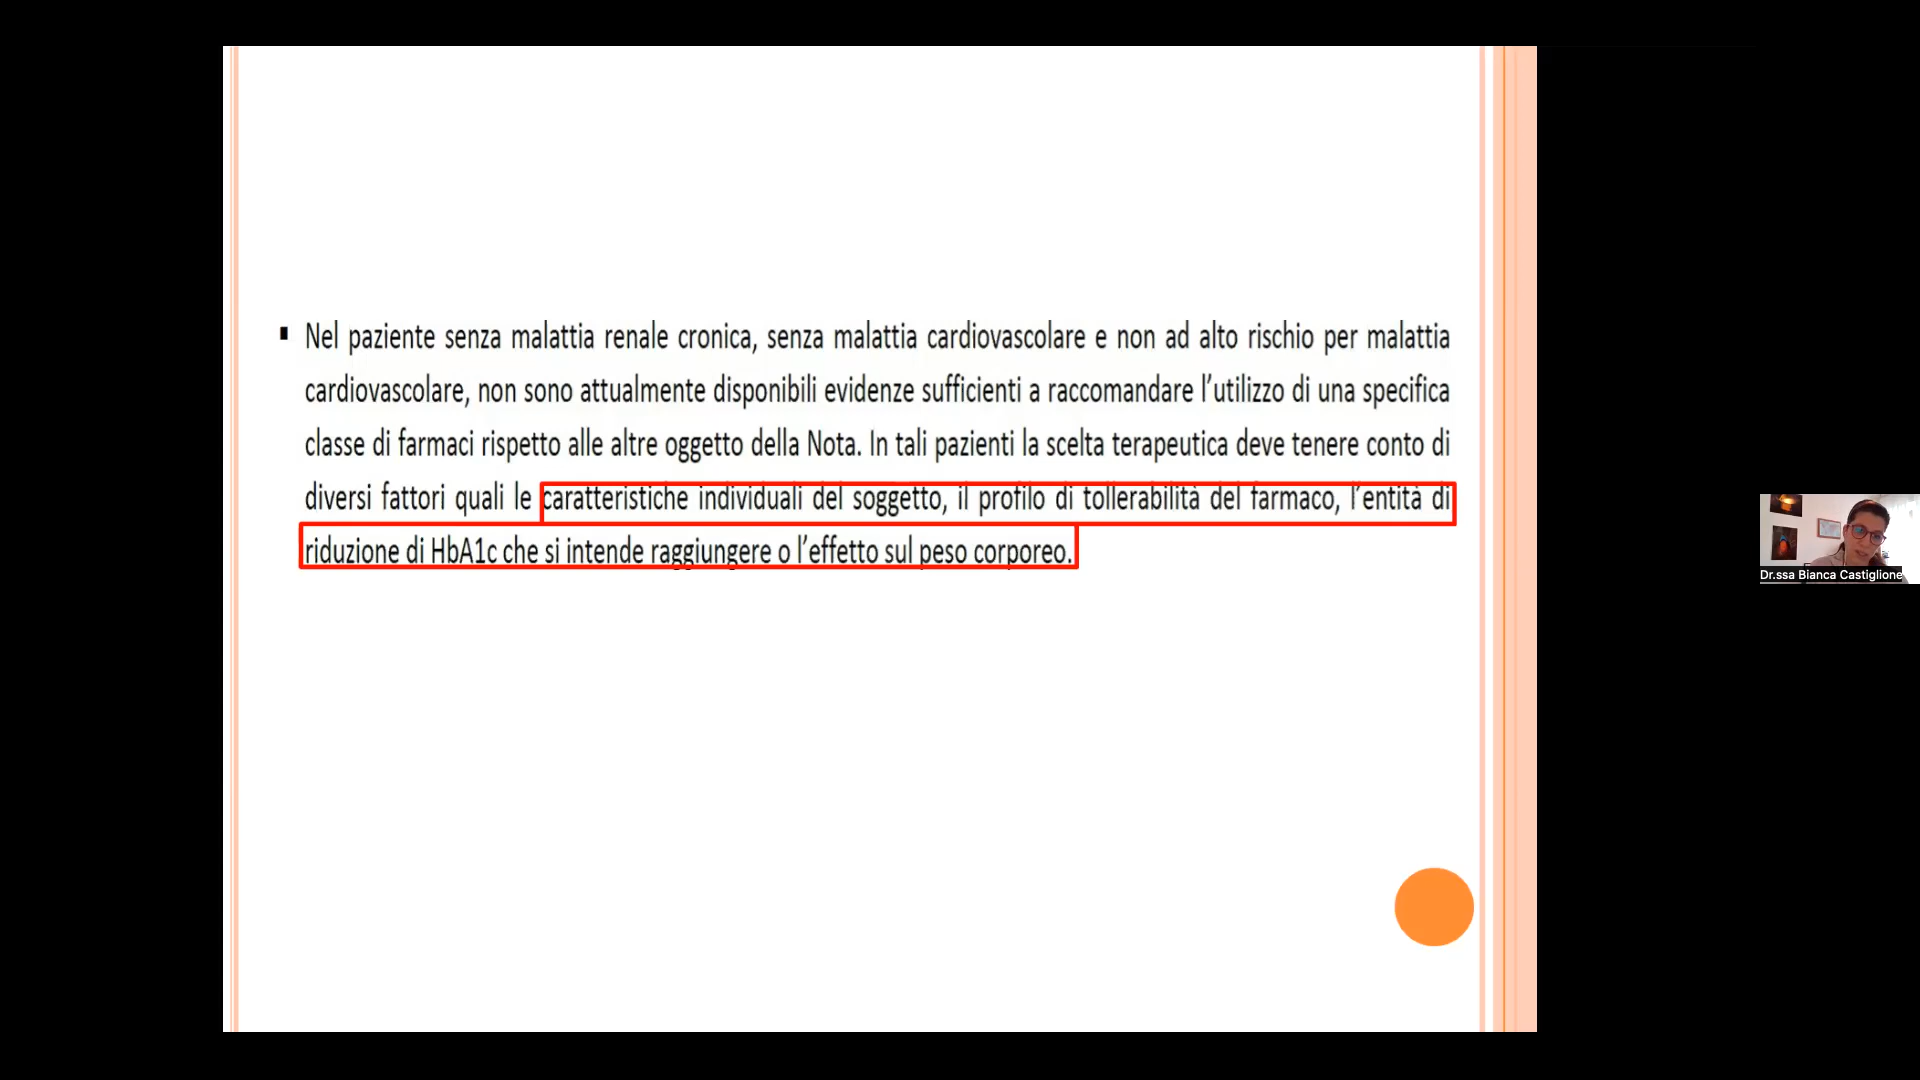 ▪ Nel paziente senza malattia renale cronica, senza malattia cardiovascolare e non ad alto rischio per malattia
cardiovascolare, non sono attualmente disponibili evidenze sufficienti a raccomandare l'utilizzo di una specifica
classe di farmaci rispetto alle altre oggetto della Nota. In tali pazienti la scelta terapeutica deve tenere conto di
diversi fattori quali le caratteristiche individuali del soggetto, il profilo di tollerabilità del farmaco, l'entità di
riduzione di HbA1c che si intende raggiungere o l'effetto sul peso corporeo.
Dr.ssa Bianca Castiglione